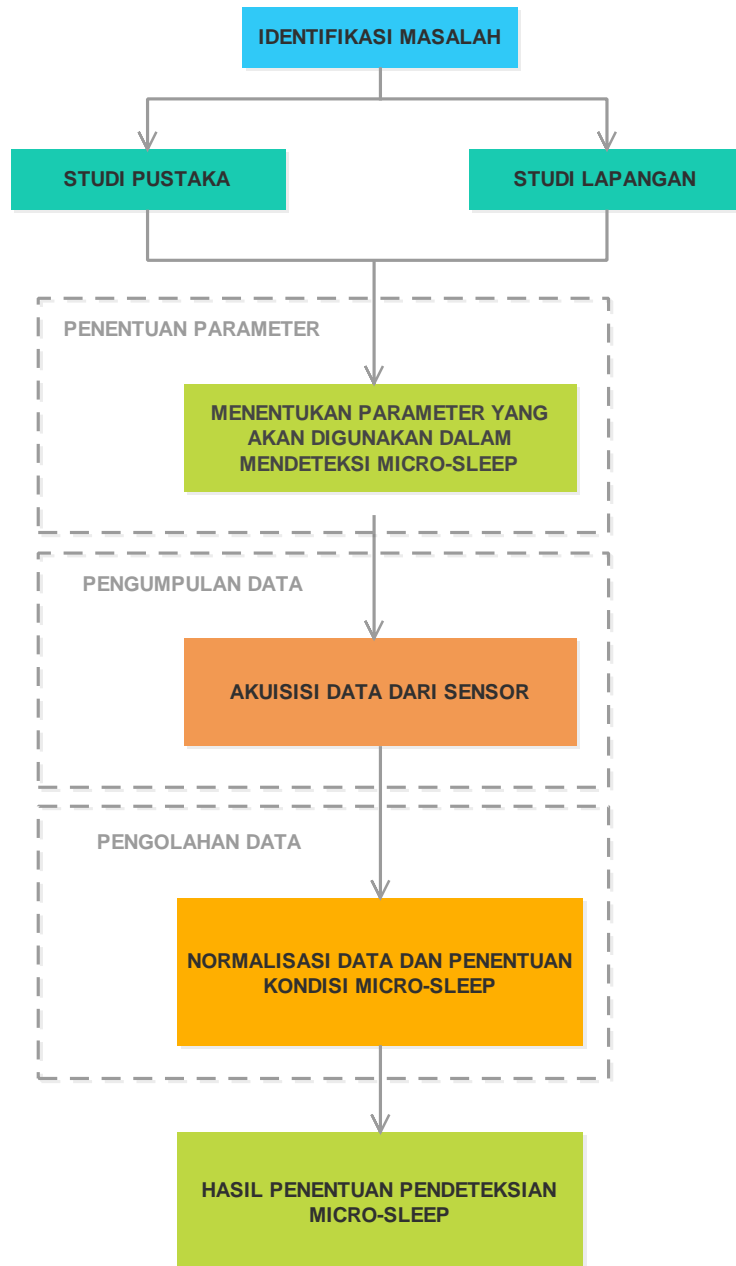 IDENTIFIKASI MASALAH
STUDI PUSTAKA
STUDI LAPANGAN
PENENTUAN PARAMETER
MENENTUKAN PARAMETER YANG
AKAN DIGUNAKAN DALAM
MENDETEKSI MICRO-SLEEP
PENGUMPULAN DATA
AKUISISI DATA DARI SENSOR
PENGOLAHAN DATA
NORMALISASI DATA DAN PENENTUAN
KONDISI MICRO-SLEEP
HASIL PENENTUAN PENDETEKSIAN
MICRO-SLEEP